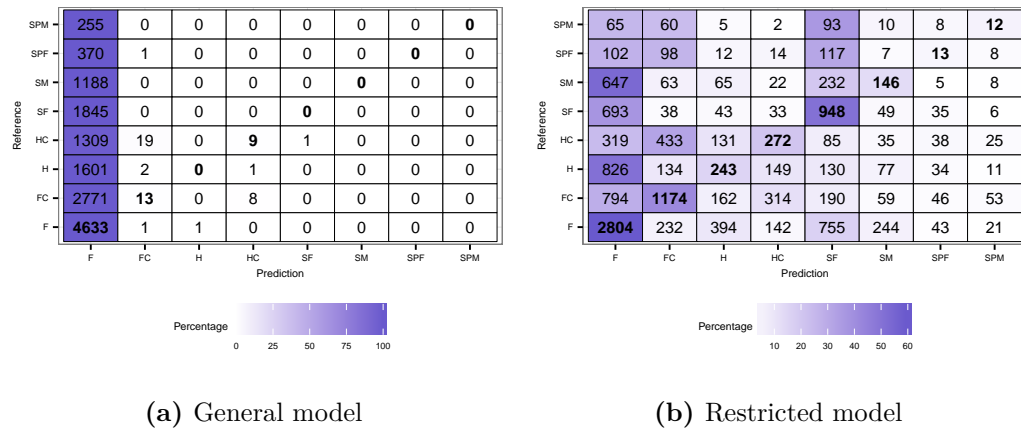 SPM 255 0 0 0 0 0 0 0
SPF 370 1 0 0 0 0 0 0
SM 1188 0 0 0 0 0 0 0
SF 1845 0 0 0 0 0 0 0
HC 1309 19 0 9 1 0 0 0
H 1601 2 0 1 0 0 0 0
FC 2771 13 0 8 0 0 0 0
F 4633 1 1 0 0 0 0 0
Reference
F FC H HC SF SM SPF SPM
Prediction
Percentage
0 25 50 75 100
(a) General model
SPM 65 60 5 2 93 10 8 12
SPF 102 98 12 14 117 7 13 8
SM 647 63 65 22 232 146 5 8
SF 693 38 43 33 948 49 35 6
HC 319 433 131 272 85 35 38 25
H 826 134 243 149 130 77 34 11
FC 794 1174 162 314 190 59 46 53
F 2804 232 394 142 755 244 43 21
Reference
F FC H HC SF SM SPF SPM
Prediction
Percentage
10 20 30 40 50 60
(b) Restricted model